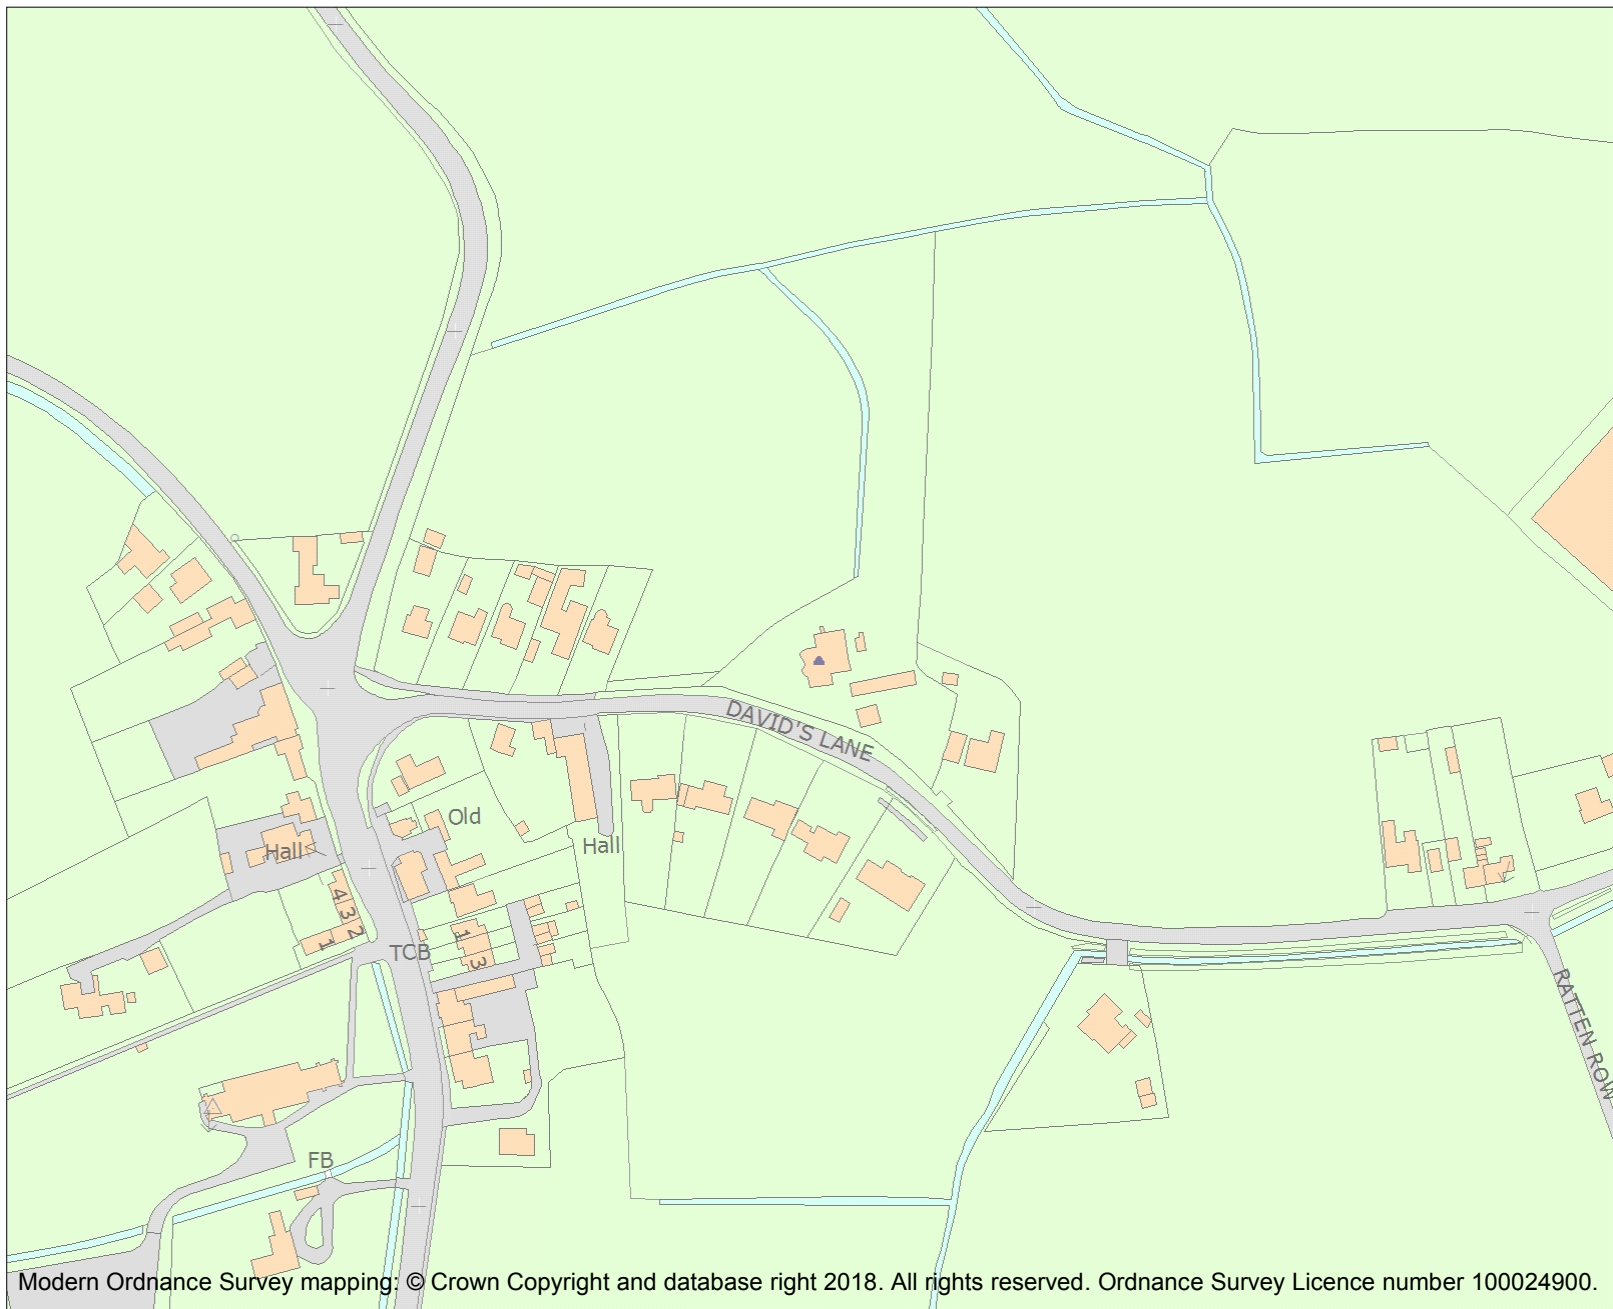 DAVID'S LANE
Old
Hall
Hall
4
3
2
1
1
3
TCB
RATTEN ROW
FB
Modern Ordnance Survey mapping: © Crown Copyright and database right 2018. All rights reserved. Ordnance Survey Licence number 100024900.